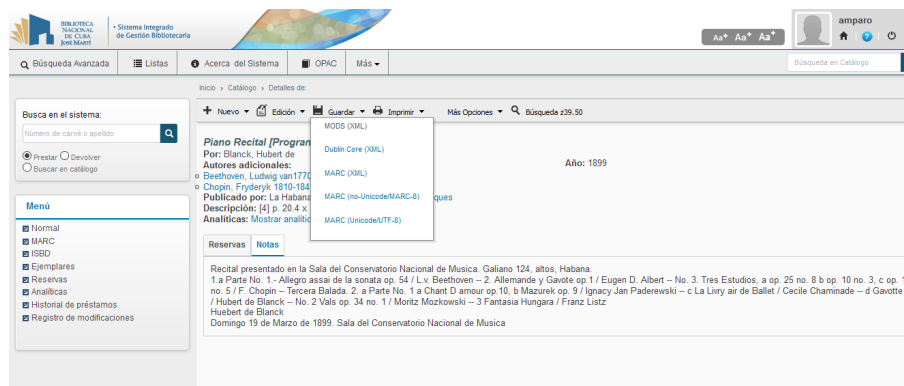 BIBLIOTECA
NACIONAL
DE CUBA
JOSÉ MARTÍ
• Sistema Integrado
de Gestión Bibliotecaria
Aa+ Aa+ Aa+
amparo
Búsqueda Avanzada Listas Acerca del Sistema OPAC Más
Búsqueda en Catálogo
Inicio › Catálogo › Detalles de:
Nuevo Edición Guardar Imprimir Más Opciones Búsqueda z39.50
Busca en el sistema:
Número de carné o apellido
Prestar Devolver
Buscar en catálogo
Menú
Normal
MARC
ISBD
Ejemplares
Reservas
Analíticas
Historial de préstamos
Registro de modificaciones
MODS (XML)
Dublin Core (XML)
MARC (XML)
MARC (no-Unicode/MARC-8)
MARC (Unicode/UTF-8)
Piano Recital [Program
Por: Blanck, Hubert de
Año: 1899
Autores adicionales:
Beethoven, Ludwig van1770
Chopin, Fryderyk 1810-184
Publicado por: La Habana ques
Descripción: [4] p. 20.4 x
Analíticas: Mostrar analític
Reservas Notas
Recital presentado en la Sala del Conservatorio Nacional de Musica. Galiano 124, altos, Habana.
1.a Parte No. 1.- Allegro assai de la sonata op. 54 / L.v. Beethoven -- 2. Allemande y Gavote op.1 / Eugen D. Albert -- No. 3. Tres Estudios, a op. 25 no. 8 b op. 10 no. 3, c op. 1
no. 5 / F. Chopin -- Tercera Balada. 2. a Parte No. 1 a Chant D amour op.10, b Mazurek op. 9 / Ignacy Jan Paderewski -- c La Livry air de Ballet / Cecile Chaminade -- d Gavotte
/ Hubert de Blanck -- No. 2 Vals op. 34 no. 1 / Moritz Mozkowski -- 3 Fantasia Hungara / Franz Listz
Huebert de Blanck
Domingo 19 de Marzo de 1899. Sala del Conservatorio Nacional de Musica